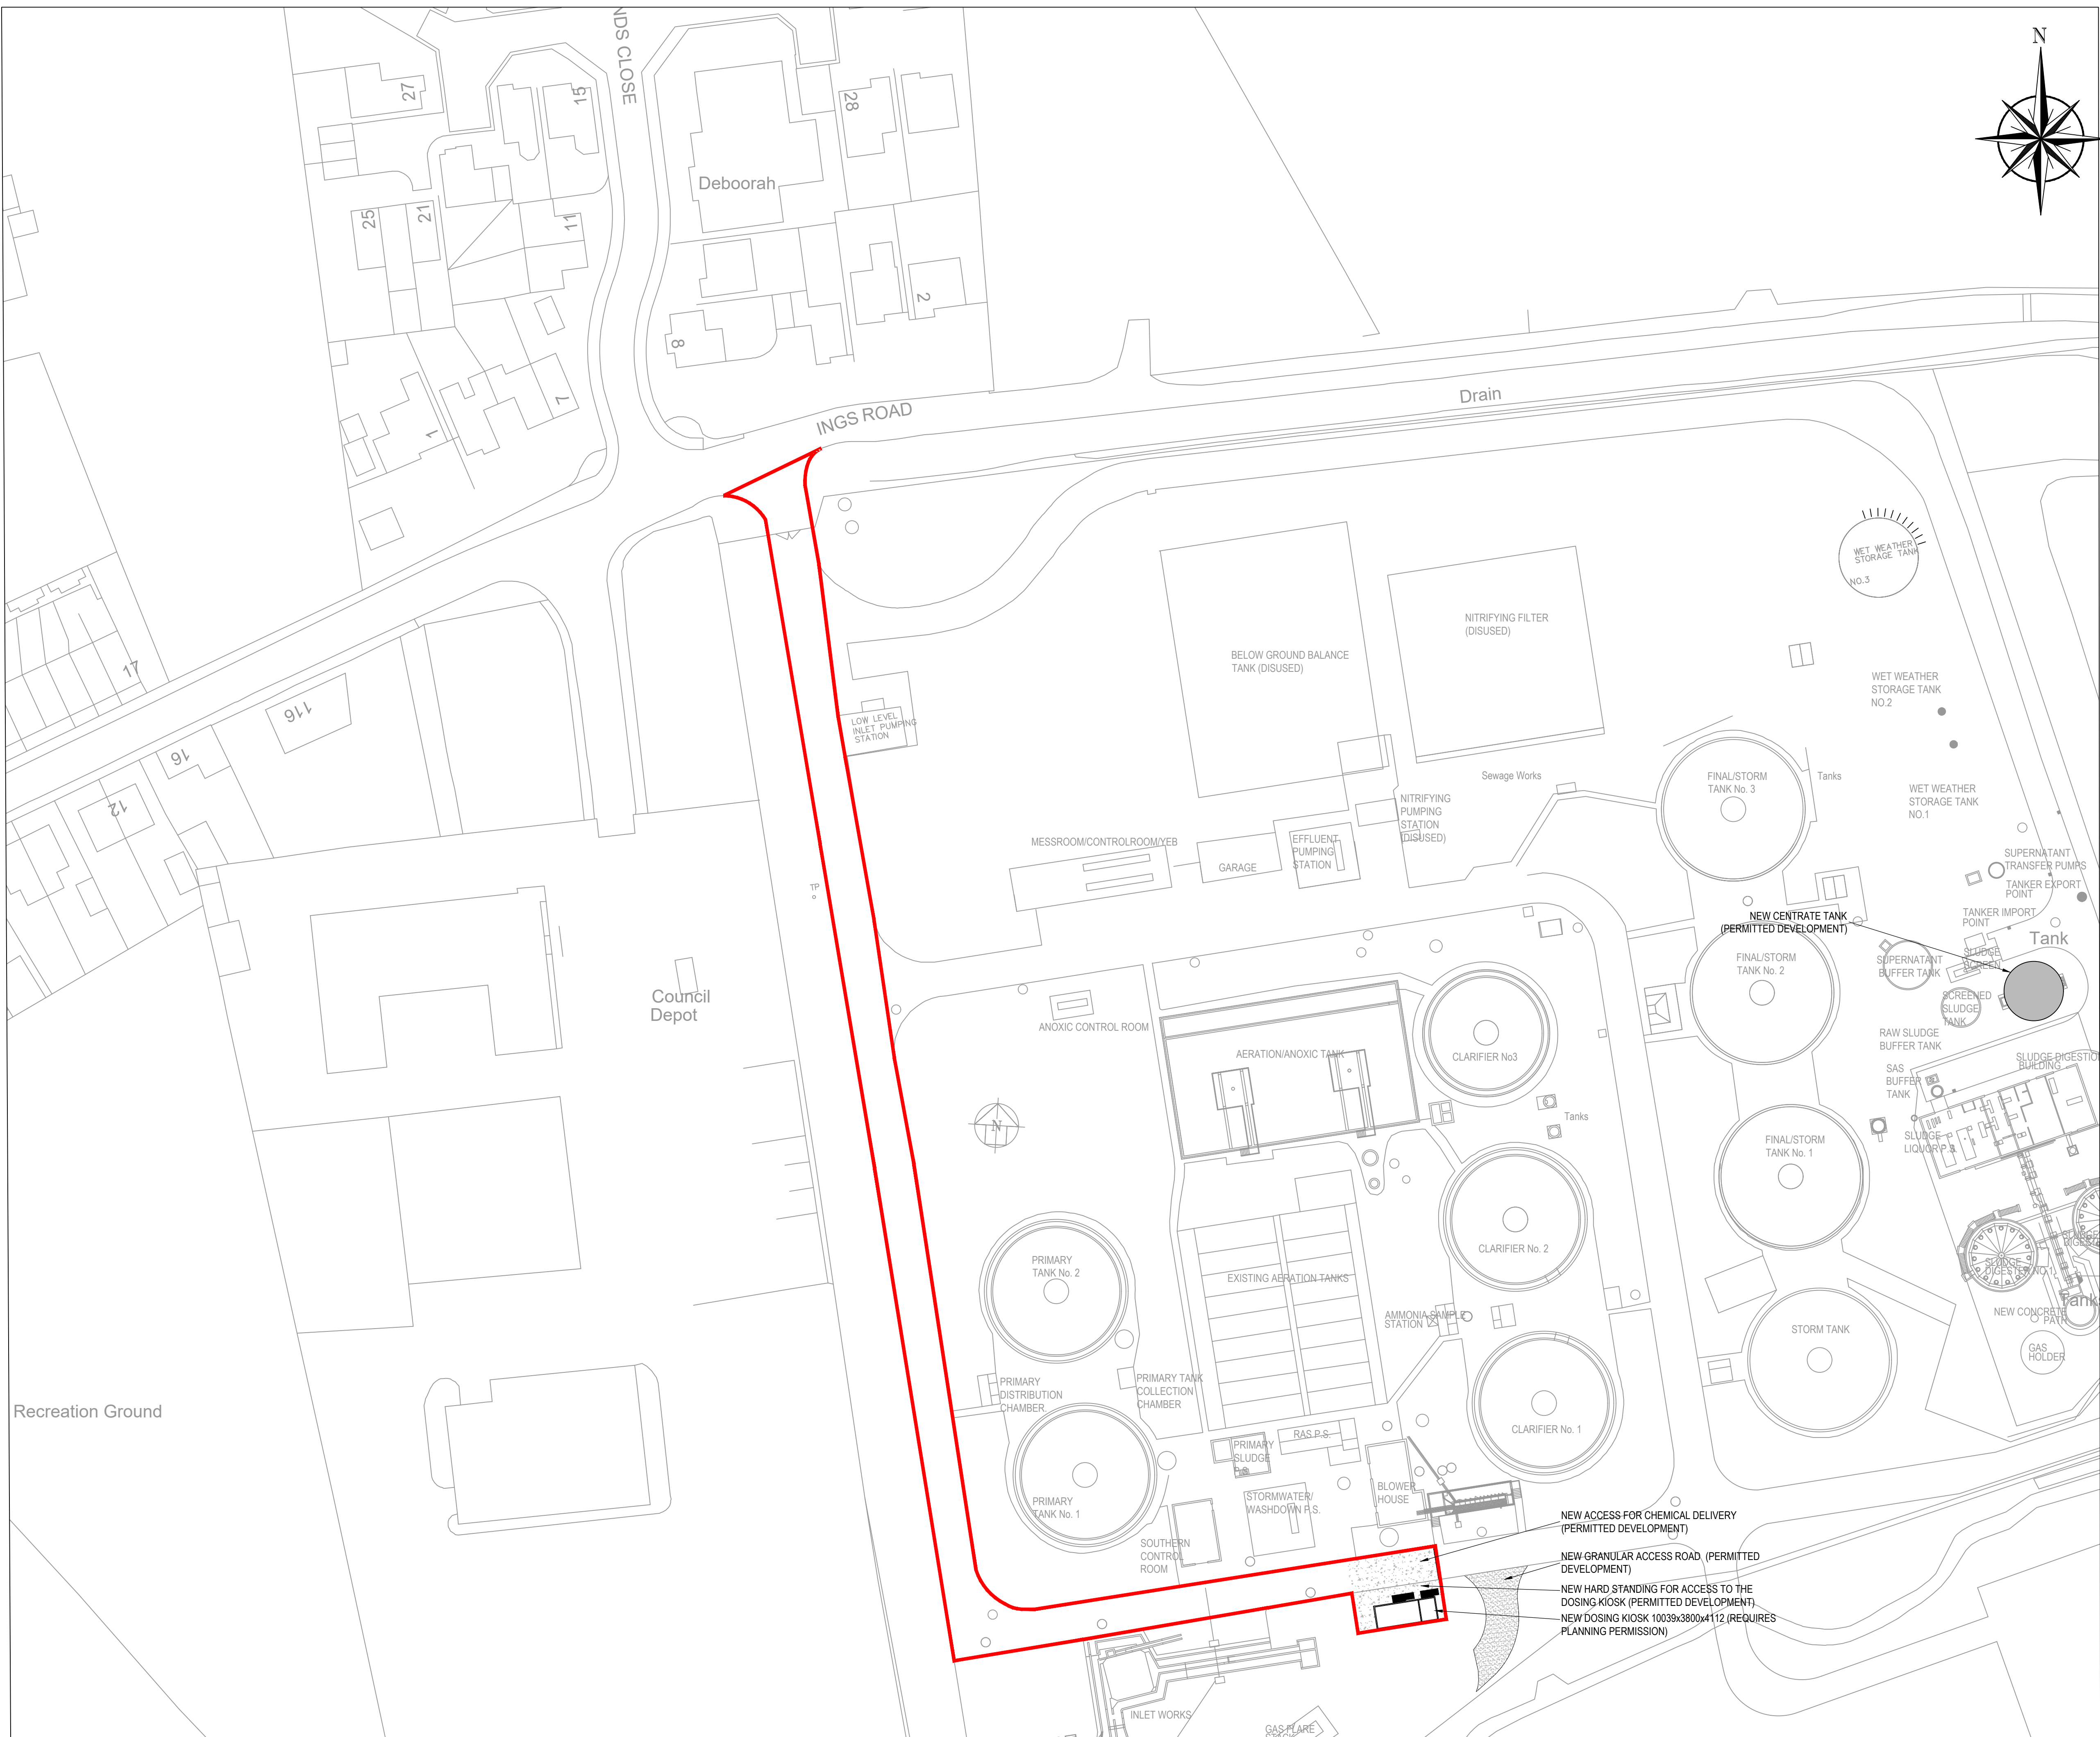 N
NDS CLOSE
27
15
28
Deboorah
25
21
11
2
8
7
1
INGS ROAD
Drain
WET WEATHER
STORAGE TANK
NO.3
NITRIFYING FILTER
(DISUSED)
BELOW GROUND BALANCE
TANK (DISUSED)
17
116
16
12
WET WEATHER
STORAGE TANK
NO.2
LOW LEVEL
INLET PUMPING
STATION
Sewage Works
FINAL/STORM
TANK No. 3
Tanks
WET WEATHER
STORAGE TANK
NO.1
NITRIFYING
PUMPING
STATION
(DISUSED)
MESSROOM/CONTROLROOM/YEB
GARAGE
EFFLUENT
PUMPING
STATION
SUPERNATANT
TRANSFER PUMPS
TANKER EXPORT
POINT
TP
NEW CENTRATE TANK
(PERMITTED DEVELOPMENT)
TANKER IMPORT
POINT
Tank
FINAL/STORM
TANK No. 2
SUPERNATANT
BUFFER TANK
SLUDGE
SCREEN
SCREENED
SLUDGE
TANK
Council
Depot
ANOXIC CONTROL ROOM
RAW SLUDGE
BUFFER TANK
AERATION/ANOXIC TANK
CLARIFIER No3
SLUDGE DIGESTIO
BUILDING
SAS
BUFFER
TANK
Tanks
N
FINAL/STORM
TANK No. 1
SLUDGE
LIQUOR P.S.
CLARIFIER No. 2
PRIMARY
TANK No. 2
EXISTING AERATION TANKS
SLUDGE
DIGESTER NO.1
Tank
AMMONIA SAMPLE
STATION
NEW CONCRETE
PATH
STORM TANK
GAS
HOLDER
PRIMARY
DISTRIBUTION
CHAMBER.
PRIMARY TANK
COLLECTION
CHAMBER
Recreation Ground
CLARIFIER No. 1
RAS P.S.
PRIMARY
SLUDGE
P.S.
BLOWER
HOUSE
STORMWATER/
WASHDOWN P.S.
PRIMARY
TANK No. 1
SOUTHERN
CONTROL
ROOM
NEW ACCESS FOR CHEMICAL DELIVERY
(PERMITTED DEVELOPMENT)
NEW GRANULAR ACCESS ROAD (PERMITTED
DEVELOPMENT)
NEW HARD STANDING FOR ACCESS TO THE
DOSING KIOSK (PERMITTED DEVELOPMENT)
NEW DOSING KIOSK 10039x3800x4112 (REQUIRES
PLANNING PERMISSION)
INLET WORKS
GAS FLARE